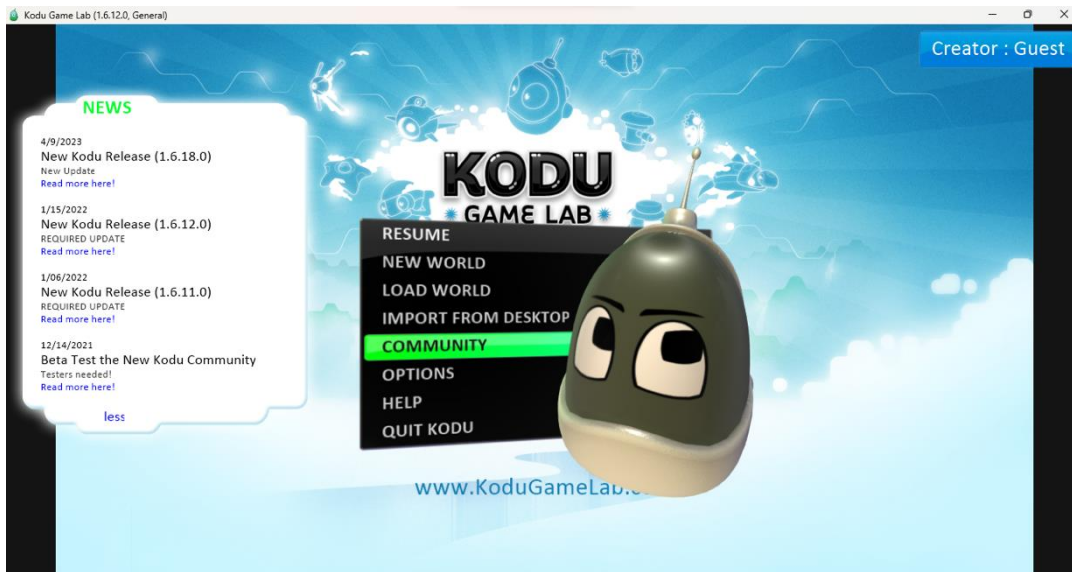 Kodu Game Lab (1.6.12.0, General)
Creator : Guest
NEWS
4/9/2023
New Kodu Release (1.6.18.0)
New Update
Read more here!
1/15/2022
New Kodu Release (1.6.12.0)
REQUIRED UPDATE
Read more here!
1/06/2022
New Kodu Release (1.6.11.0)
REQUIRED UPDATE
Read more here!
12/14/2021
Beta Test the New Kodu Community
Testers needed!
Read more here!
less
KODU
GAME LAB
RESUME
NEW WORLD
LOAD WORLD
IMPORT FROM DESKTOP
COMMUNITY
OPTIONS
HELP
QUIT KODU
www.KoduGameLab.